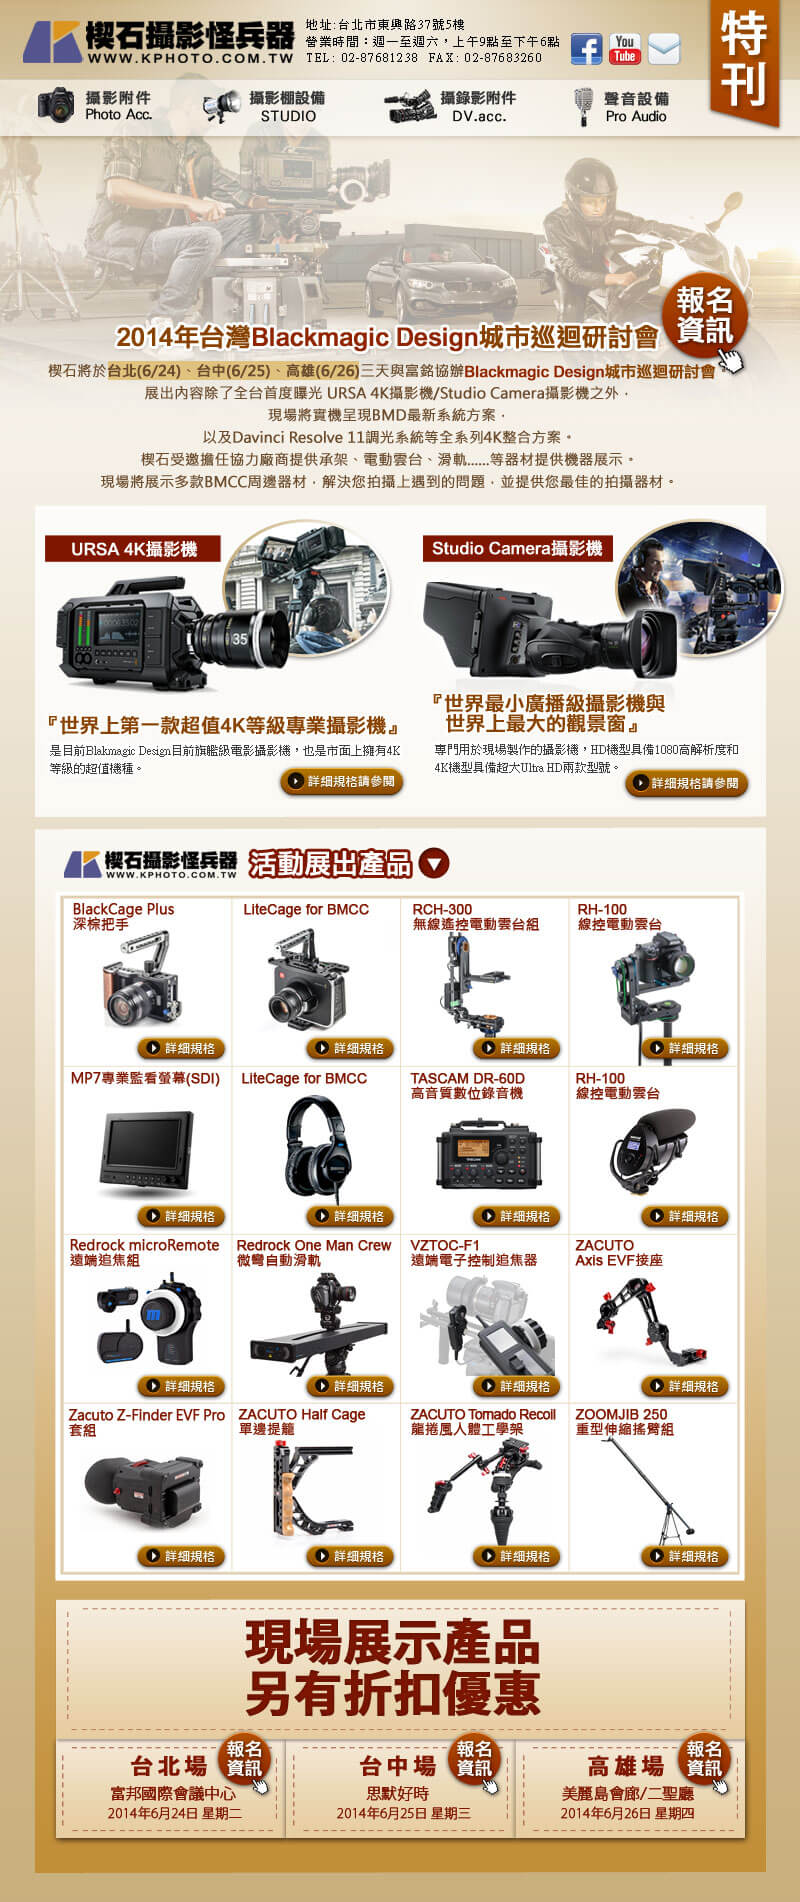 楔石攝影怪兵器
WWW.KPHOTO.COM.TW
地址:台北市東興路37號5樓
營業時間：週一至週六，上午9點至下午6點
TEL: 02-87681238 FAX: 02-87683260
You
Tube
特刊
攝影附件
Photo Acc.
攝影棚設備
STUDIO
攝錄影附件
DV.acc.
聲音設備
Pro Audio
報名
資訊
2014年台灣Blackmagic Design城市巡迴研討會
楔石將於台北(6/24)、台中(6/25)、高雄(6/26)三天與富銘協辦Blackmagic Design城市巡迴研討會，
展出內容除了全台首度曝光 URSA 4K攝影機/Studio Camera攝影機之外，
現場將實機呈現BMD最新系統方案，
以及Davinci Resolve 11調光系統等全系列4K整合方案。
楔石受邀擔任協力廠商提供承架、電動雲台、滑軌......等器材提供機器展示。
現場將展示多款BMCC周邊器材，解決您拍攝上遇到的問題，並提供您最佳的拍攝器材。
URSA 4K攝影機
『世界上第一款超值4K等級專業攝影機』
是目前Blakmagic Design目前旗艦級電影攝影機，也是市面上擁有4K
等級的超值機種。
詳細規格請參閱
Studio Camera攝影機
『世界最小廣播級攝影機與
世界上最大的觀景窗』
專門用於現場製作的攝影機，HD機型具備1080高解析度和
4K機型具備超大Ultra HD兩款型號。
詳細規格請參閱
楔石攝影怪兵器
WWW.KPHOTO.COM.TW
活動展出產品
BlackCage Plus
深棕把手
詳細規格
LiteCage for BMCC
詳細規格
RCH-300
無線遙控電動雲台組
詳細規格
RH-100
線控電動雲台
詳細規格
MP7專業監看螢幕(SDI)
詳細規格
LiteCage for BMCC
詳細規格
TASCAM DR-60D
高音質數位錄音機
詳細規格
RH-100
線控電動雲台
詳細規格
Redrock microRemote
遠端追焦組
詳細規格
Redrock One Man Crew
微彎自動滑軌
詳細規格
VZTOC-F1
遠端電子控制追焦器
詳細規格
ZACUTO
Axis EVF接座
詳細規格
Zacuto Z-Finder EVF Pro
套組
詳細規格
ZACUTO Half Cage
單邊提籠
詳細規格
ZACUTO Tornado Recoil
龍捲風人體工學架
詳細規格
ZOOMJIB 250
重型伸縮搖臂組
詳細規格
現場展示產品
另有折扣優惠
台北場
報名
資訊
富邦國際會議中心
2014年6月24日 星期二
台中場
報名
資訊
思默好時
2014年6月25日 星期三
高雄場
報名
資訊
美麗島會廊/二聖廳
2014年6月26日 星期四